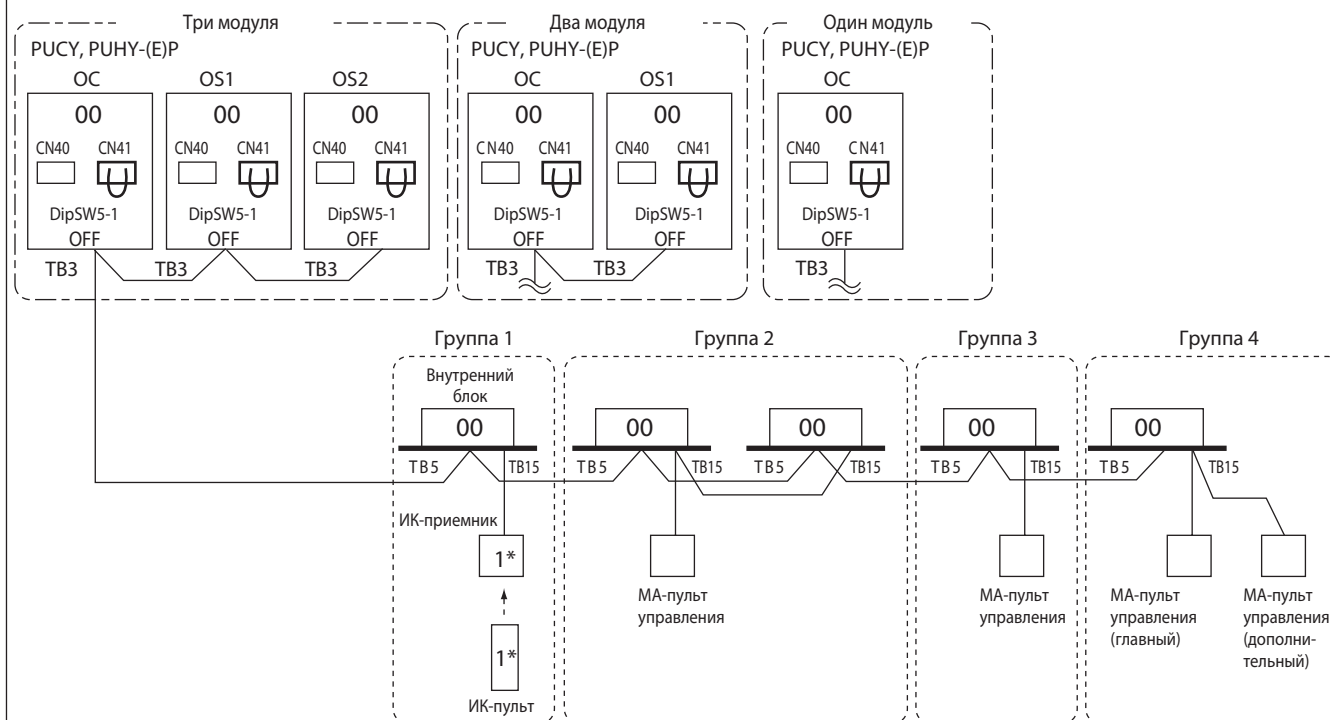 Три модуля
PUCY, PUHY-(E)P
OC OS1 OS2
00 00 00
CN40 CN41 CN40 CN41 CN40 CN41
DipSW5-1 DipSW5-1 DipSW5-1
OFF OFF OFF
TB3 TB3 TB3
Два модуля
PUCY, PUHY-(E)P
OC OS1
00 00
CN40 CN41 CN40 CN41
DipSW5-1 DipSW5-1
OFF OFF
TB3 TB3
Один модуль
PUCY, PUHY-(E)P
OC
00
CN40 CN41
DipSW5-1
OFF
TB3
Группа 1
Внутренний
блок
00
TB5 TB15
ИК-приемник
1*
1*
ИК-пульт
Группа 2
00 00
TB5 TB15 TB5 TB15
МА-пульт
управления
Группа 3
00
TB5 TB15
МА-пульт
управления
Группа 4
00
TB5 TB15
МА-пульт
управления
(главный)
МА-пульт
управления
(дополни-
тельный)